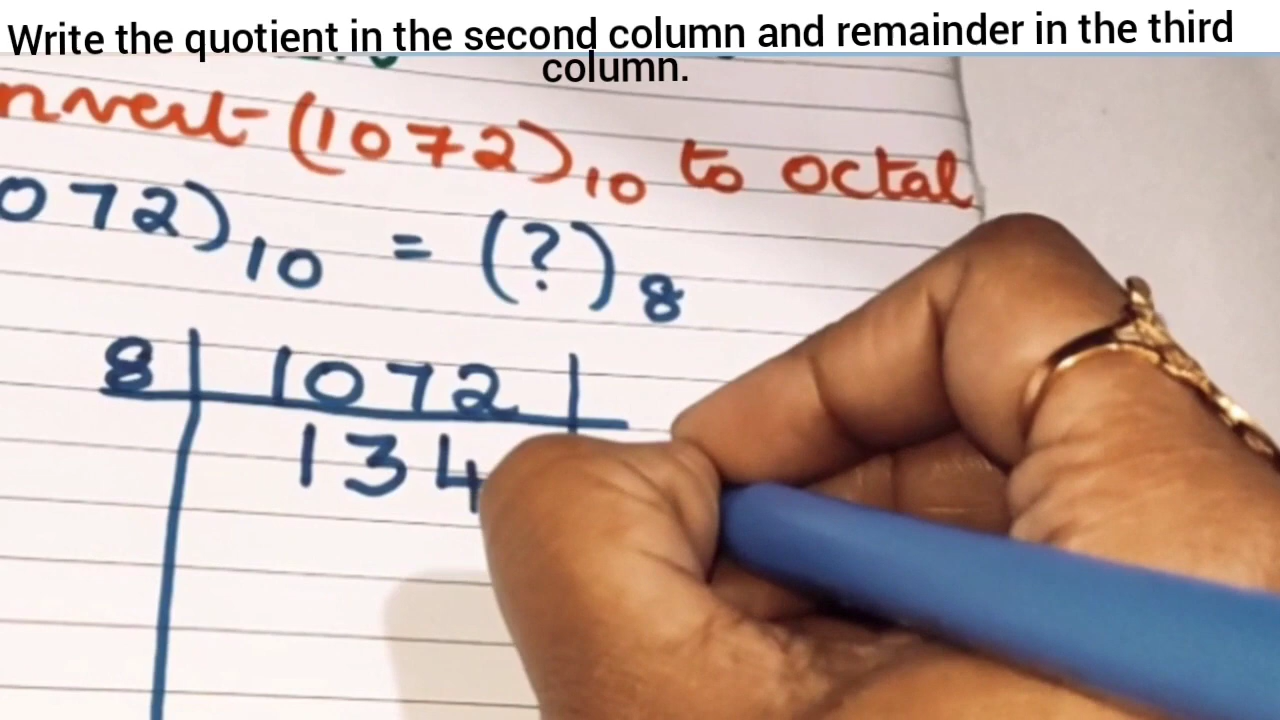 Write the quotient in the second column and remainder in the third
column.
nvert (1072)10 to octal
072)10 = (?)8
8 | 1072 |
134